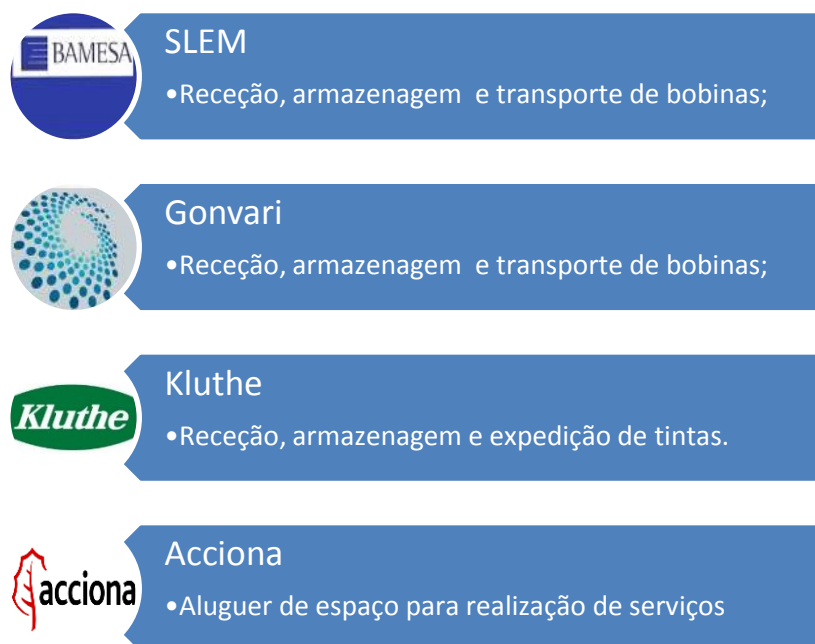 BAMESA
SLEM
•Receção, armazenagem e transporte de bobinas;
Gonvari
•Receção, armazenagem e transporte de bobinas;
Kluthe
Kluthe
•Receção, armazenagem e expedição de tintas.
acciona
Acciona
•Aluguer de espaço para realização de serviços